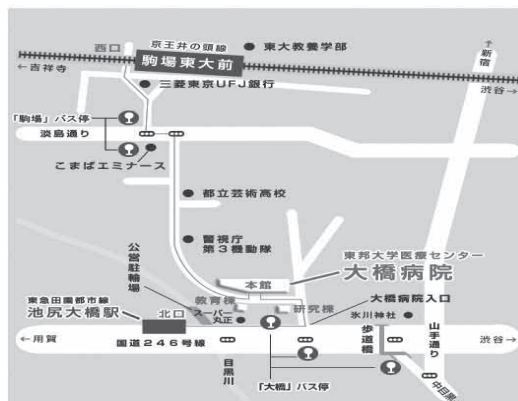 西口
京王井の頭線
駒場東大前
東大教養学部
↑新宿
←吉祥寺
渋谷→
三菱東京UFJ銀行
「駒場」バス停
淡島通り
こまばエミナース
都立芸術高校
警視庁
第3機動隊
公営駐輪場
本館
東邦大学医療センター
大橋病院
教育棟
研究棟
大橋病院入口
東急田園都市線
池尻大橋駅
北口
スーパー
丸正
氷川神社
歩道橋
山手通り
←用賀
国道246号線
目黒川
「大橋」バス停
渋谷→
中目黒